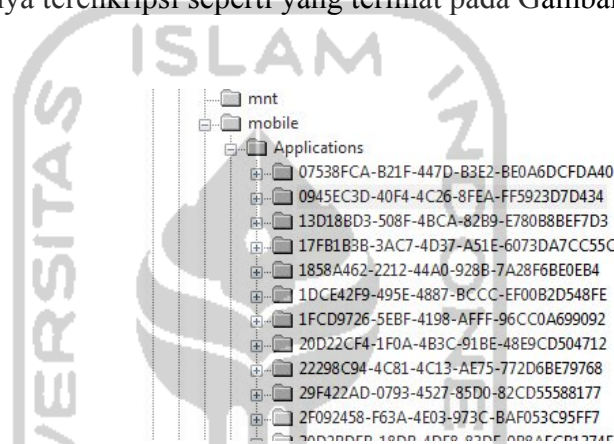 ya terenkripsi seperti yang terlihat pada Gambar
ISLAM
VERSITAS
INDONE
mnt
mobile
Applications
07538FCA-B21F-447D-B3E2-BE0A6DCFDA40
0945EC3D-40F4-4C26-8FEA-FF5923D7D434
13D18BD3-508F-4BCA-82B9-E780B8BEF7D3
17FB1B3B-3AC7-4D37-A51E-6073DA7CC55C
1858A462-2212-44A0-928B-7A28F6BE0EB4
1DCE42F9-495E-4887-BCCC-EF00B2D548FE
1FCD9726-5EBF-4198-AFFF-96CC0A699092
20D22CF4-1F0A-4B3C-91BE-48E9CD504712
22298C94-4C81-4C13-AE75-772D6BE79768
29F422AD-0793-4527-85D0-82CD55588177
2F092458-F63A-4E03-973C-BAF053C95FF7